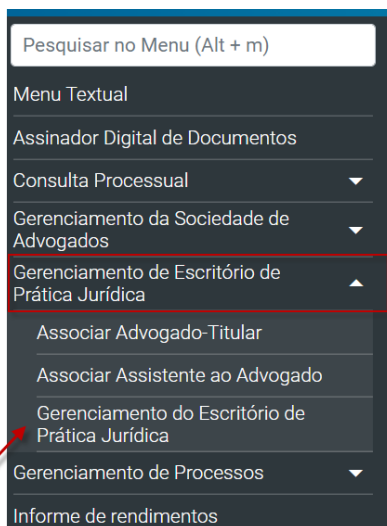 Pesquisar no Menu (Alt + m)
Menu Textual
Assinador Digital de Documentos
Consulta Processual
Gerenciamento da Sociedade de
Advogados
Gerenciamento de Escritório de
Prática Jurídica
Associar Advogado-Titular
Associar Assistente ao Advogado
Gerenciamento do Escritório de
Prática Jurídica
Gerenciamento de Processos
Informe de rendimentos